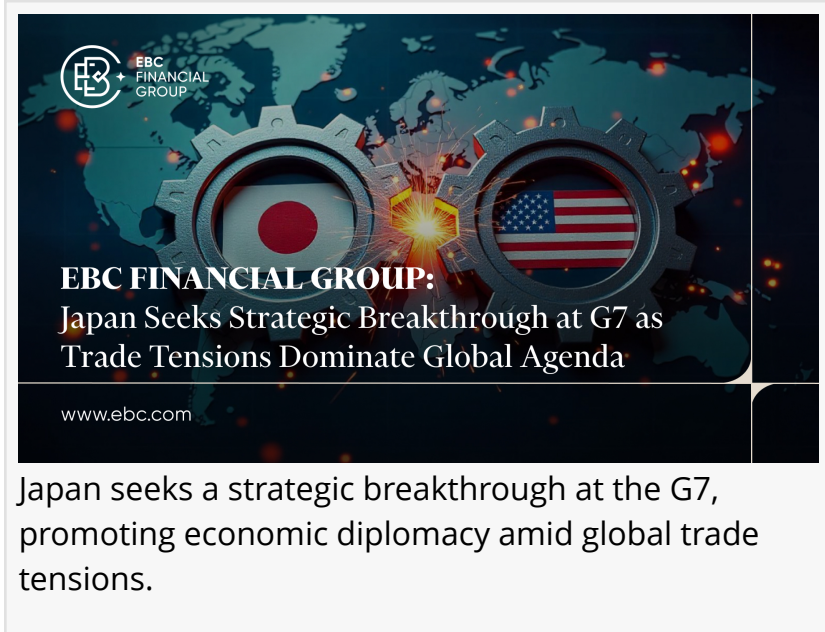 EBC
FINANCIAL
GROUP
EBC FINANCIAL GROUP:
Japan Seeks Strategic Breakthrough at G7 as
Trade Tensions Dominate Global Agenda
www.ebc.com
Japan seeks a strategic breakthrough at the G7,
promoting economic diplomacy amid global trade
tensions.